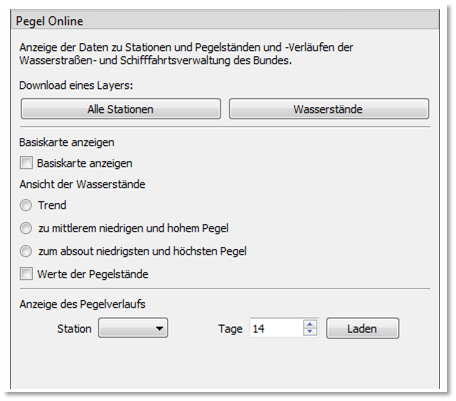 Pegel Online
Anzeige der Daten zu Stationen und Pegelständen und -Verläufen der
Wasserstraßen- und Schifffahrtsverwaltung des Bundes.
Download eines Layers:
Alle Stationen Wasserstände
Basiskarte anzeigen
Basiskarte anzeigen
Ansicht der Wasserstände
Trend
zu mittlerem niedrigen und hohem Pegel
zum absout niedrigsten und höchsten Pegel
Werte der Pegelstände
Anzeige des Pegelverlaufs
Station Tage 14 Laden